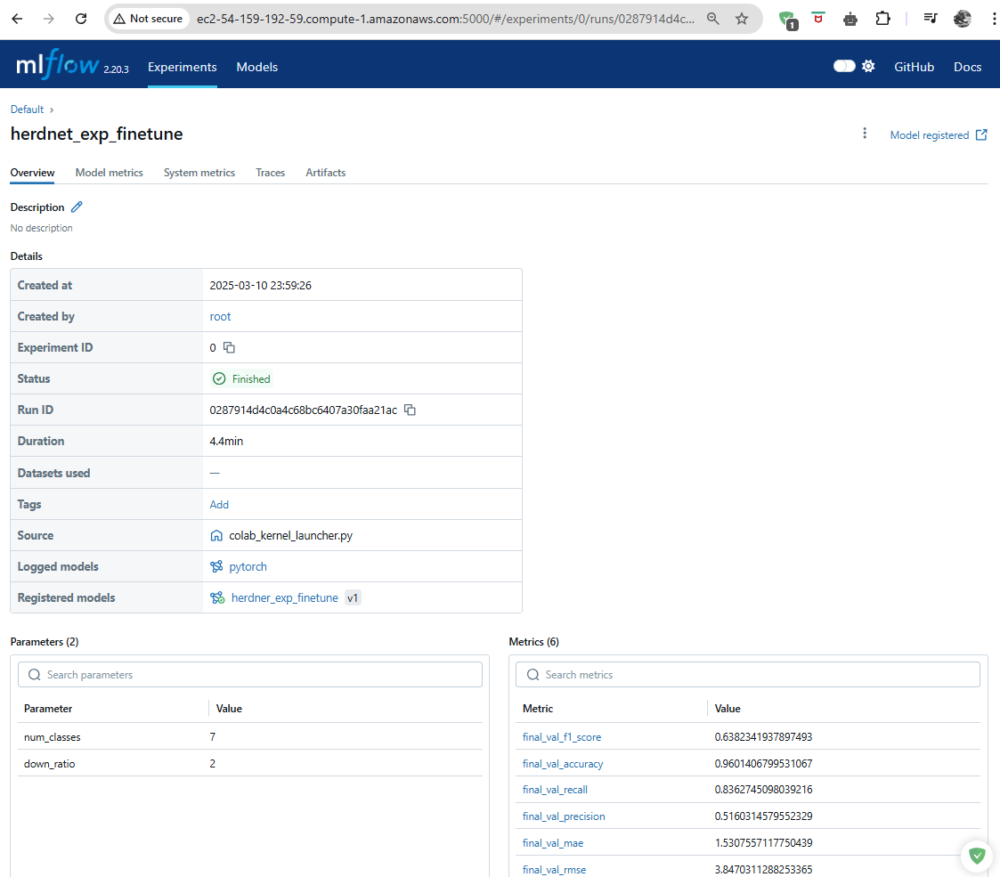 Not secure ec2-54-159-192-59.compute-1.amazonaws.com:5000/#/experiments/0/runs/0287914d4c... 1
mlflow 2.20.3 Experiments Models GitHub Docs
Default ›
herdnet_exp_finetune
Model registered
Overview Model metrics System metrics Traces Artifacts
Description
No description
Details
Created at 2025-03-10 23:59:26
Created by root
Experiment ID 0
Status Finished
Run ID 0287914d4c0a4c68bc6407a30faa21ac
Duration 4.4min
Datasets used —
Tags Add
Source colab_kernel_launcher.py
Logged models pytorch
Registered models herdner_exp_finetune v1
Parameters (2)
Search parameters
Parameter Value
num_classes 7
down_ratio 2
Metrics (6)
Search metrics
Metric Value
final_val_f1_score 0.6382341937897493
final_val_accuracy 0.9601406799531067
final_val_recall 0.8362745098039216
final_val_precision 0.5160314579552329
final_val_mae 1.5307557117750439
final_val_rmse 3.8470311288253365